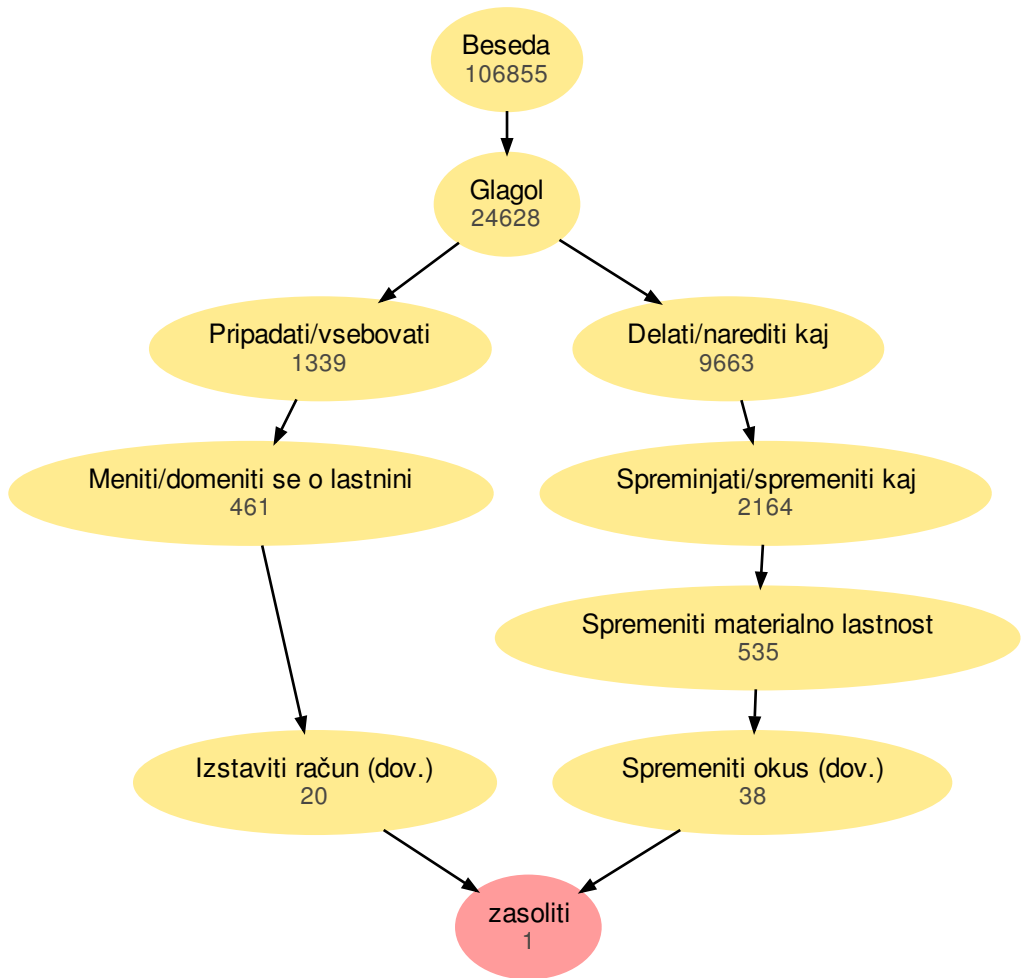 Beseda
106855
Glagol
24628
Pripadati/vsebovati
1339
Delati/narediti kaj
9663
Meniti/domeniti se o lastnini
461
Spreminjati/spremeniti kaj
2164
Spremeniti materialno lastnost
535
Izstaviti račun (dov.)
20
Spremeniti okus (dov.)
38
zasoliti
1